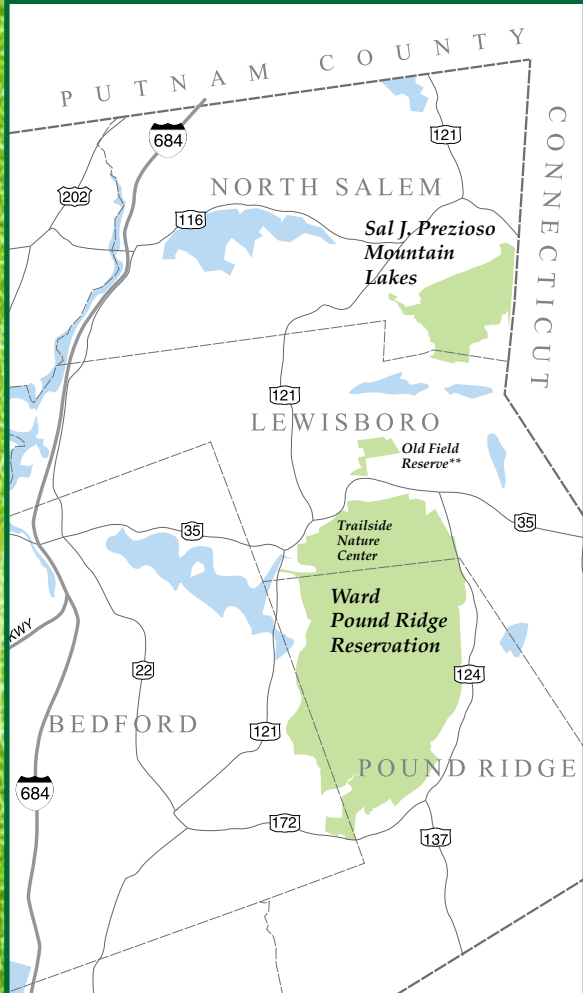 PUTNAM COUNTY
684
121
CONNECTICUT
202
NORTH SALEM
116
Sal J. Prezioso
Mountain
Lakes
121
LEWISBORO
Old Field
Reserve**
35
35
Trailside
Nature
Center
Ward
Pound Ridge
Reservation
KWY
22
124
BEDFORD
121
POUND RIDGE
684
172
137